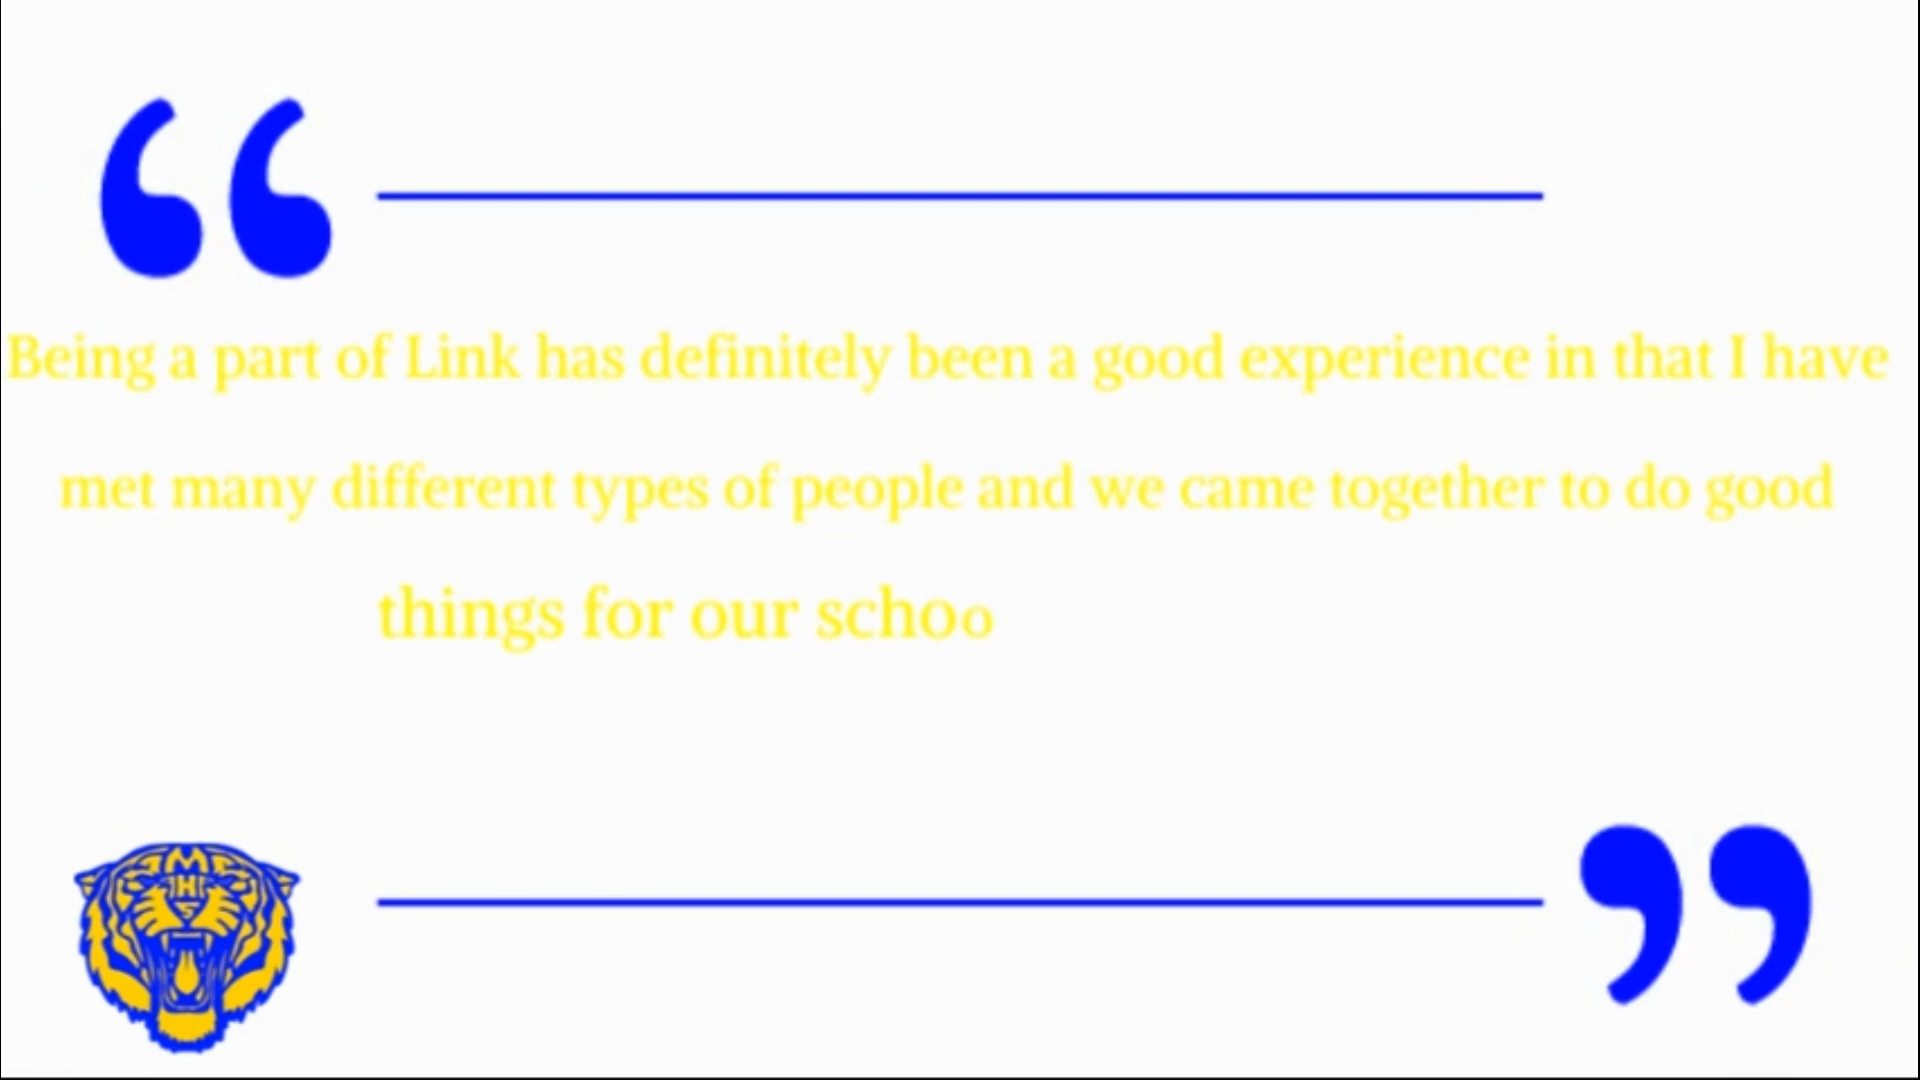 Being a part of Link has definitely been a good experience in that I have
met many different types of people and we came together to do good
things for our schoo
MHS